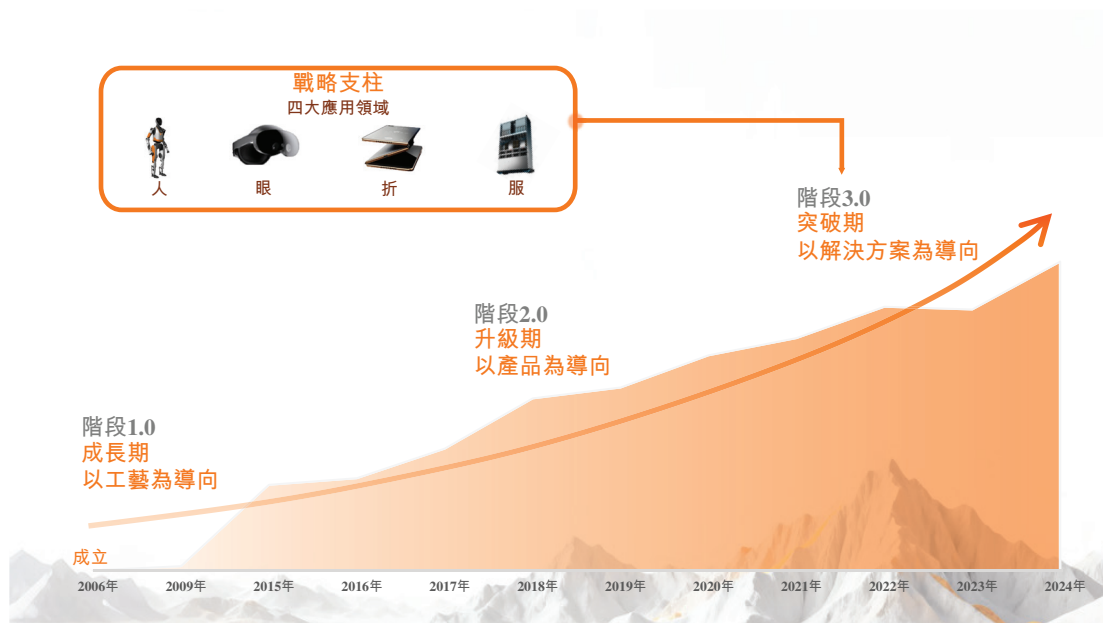 戰略支柱
四大應用領域
人 眼 折 服
階段3.0
突破期
以解決方案為導向
階段2.0
升級期
以產品為導向
階段1.0
成長期
以工藝為導向
成立
2006年 2009年 2015年 2016年 2017年 2018年 2019年 2020年 2021年 2022年 2023年 2024年